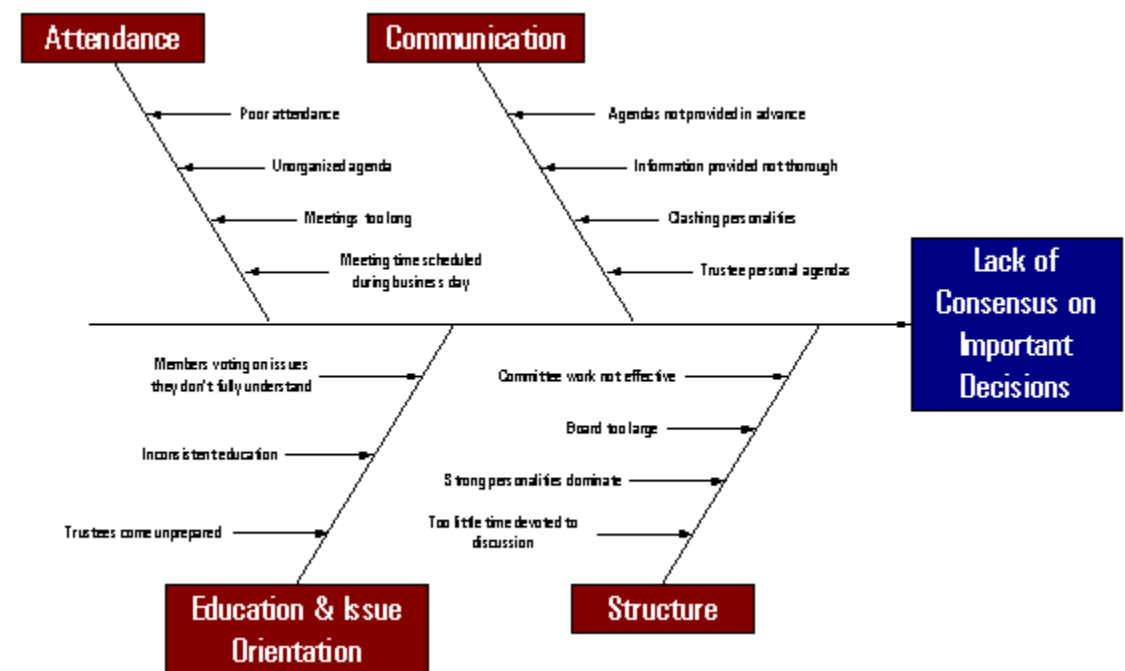 Attendance
Communication
Poor attendance
Unorganized agenda
Meetings too long
Meeting time scheduled
during business day
Agendas not provided in advance
Information provided not thorough
Clashing personalities
Trustee personal agendas
Lack of
Consensus on
Important
Decisions
Members voting on issues
they don't fully understand
Inconsistent education
Trustees come unprepared
Committee work not effective
Board too large
Strong personalities dominate
Too little time devoted to
discussion
Education & Issue
Orientation
Structure